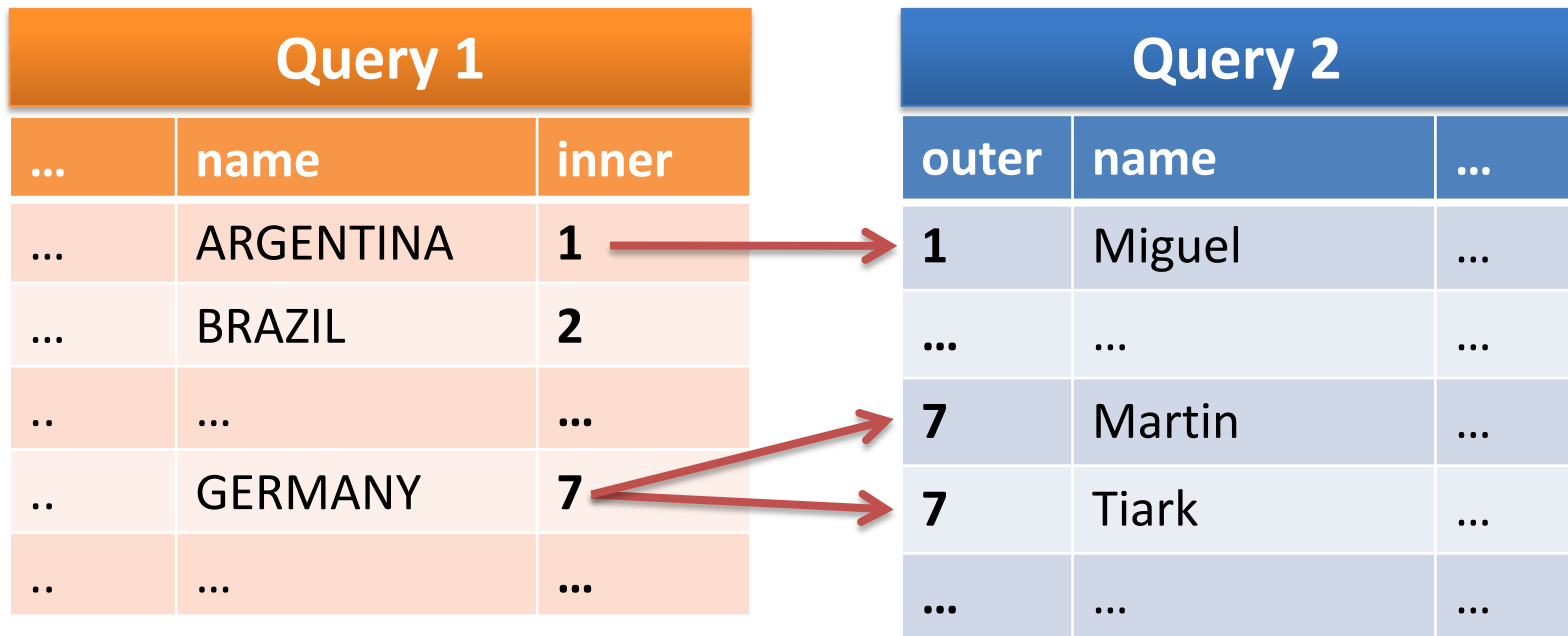 Query 1
... name inner
... ARGENTINA 1
... BRAZIL 2
.. ... ...
.. GERMANY 7
.. ... ...
Query 2
outer name ...
1 Miguel ...
... ... ...
7 Martin ...
7 Tiark ...
... ... ...